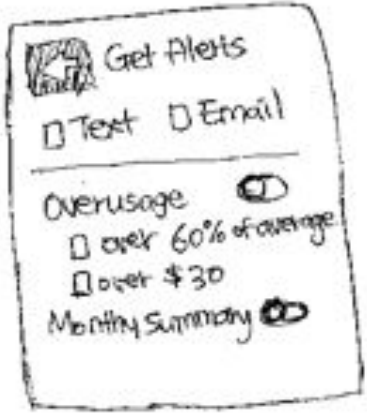 Get Alerts
Text Email
Overusage
over 60% of average
over $30
Monthly Summary